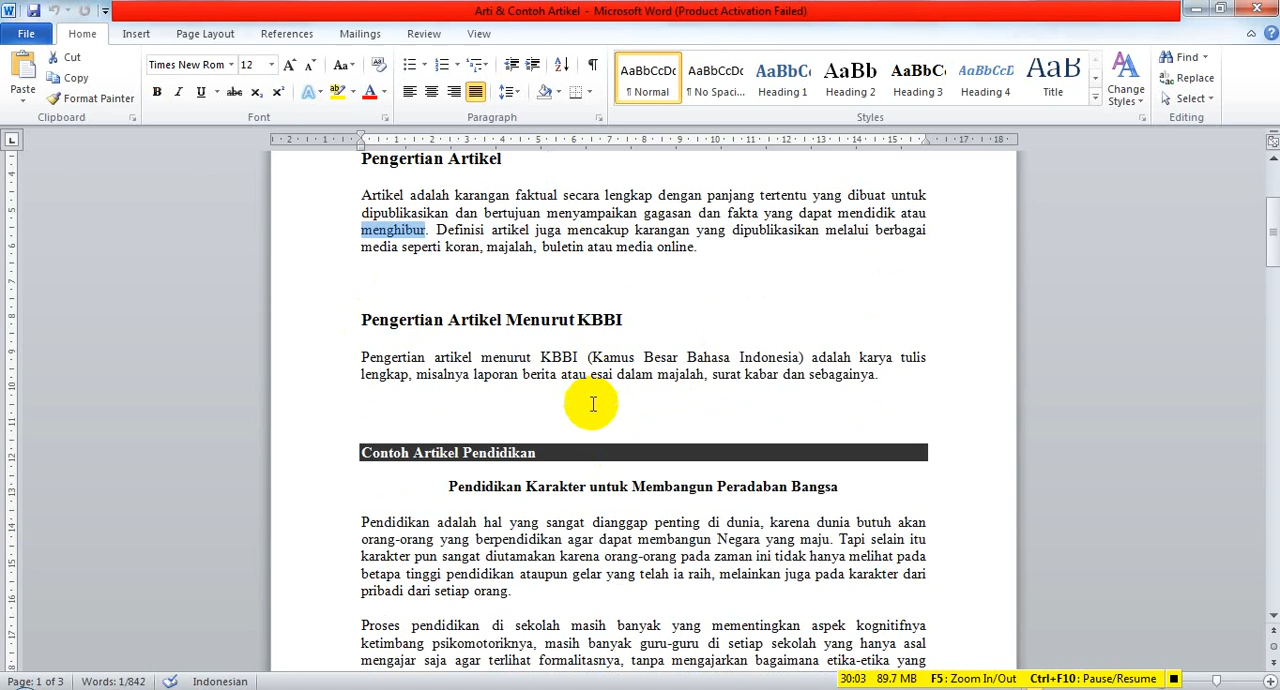 Arti & Contoh Artikel - Microsoft Word (Product Activation Failed)
File Home Insert Page Layout References Mailings Review View
Paste
Cut
Copy
Format Painter
Clipboard
Times New Rom 12
Font
Paragraph
AaBbCcDc AaBbCcDc AaBbC AaBb AaBbC AaBbCcD AaB
¶ Normal ¶ No Spaci... Heading 1 Heading 2 Heading 3 Heading 4 Title
Change Styles
Styles
Find
Replace
Select
Editing
Pengertian Artikel
Artikel adalah karangan faktual secara lengkap dengan panjang tertentu yang dibuat untuk
dipublikasikan dan bertujuan menyampaikan gagasan dan fakta yang dapat mendidik atau
menghibur. Definisi artikel juga mencakup karangan yang dipublikasikan melalui berbagai
media seperti koran, majalah, buletin atau media online.
Pengertian Artikel Menurut KBBI
Pengertian artikel menurut KBBI (Kamus Besar Bahasa Indonesia) adalah karya tulis
lengkap, misalnya laporan berita atau esai dalam majalah, surat kabar dan sebagainya.
Contoh Artikel Pendidikan
Pendidikan Karakter untuk Membangun Peradaban Bangsa
Pendidikan adalah hal yang sangat dianggap penting di dunia, karena dunia butuh akan
orang-orang yang berpendidikan agar dapat membangun Negara yang maju. Tapi selain itu
karakter pun sangat diutamakan karena orang-orang pada zaman ini tidak hanya melihat pada
betapa tinggi pendidikan ataupun gelar yang telah ia raih, melainkan juga pada karakter dari
pribadi dari setiap orang.
Proses pendidikan di sekolah masih banyak yang mementingkan aspek kognitifnya
ketimbang psikomotoriknya, masih banyak guru-guru di setiap sekolah yang hanya asal
mengajar saja agar terlihat formalitasnya, tanpa mengajarkan bagaimana etika-etika yang
Page: 1 of 3 Words: 1/842 Indonesian
30:03 89.7 MB F5: Zoom In/Out Ctrl+F10: Pause/Resume